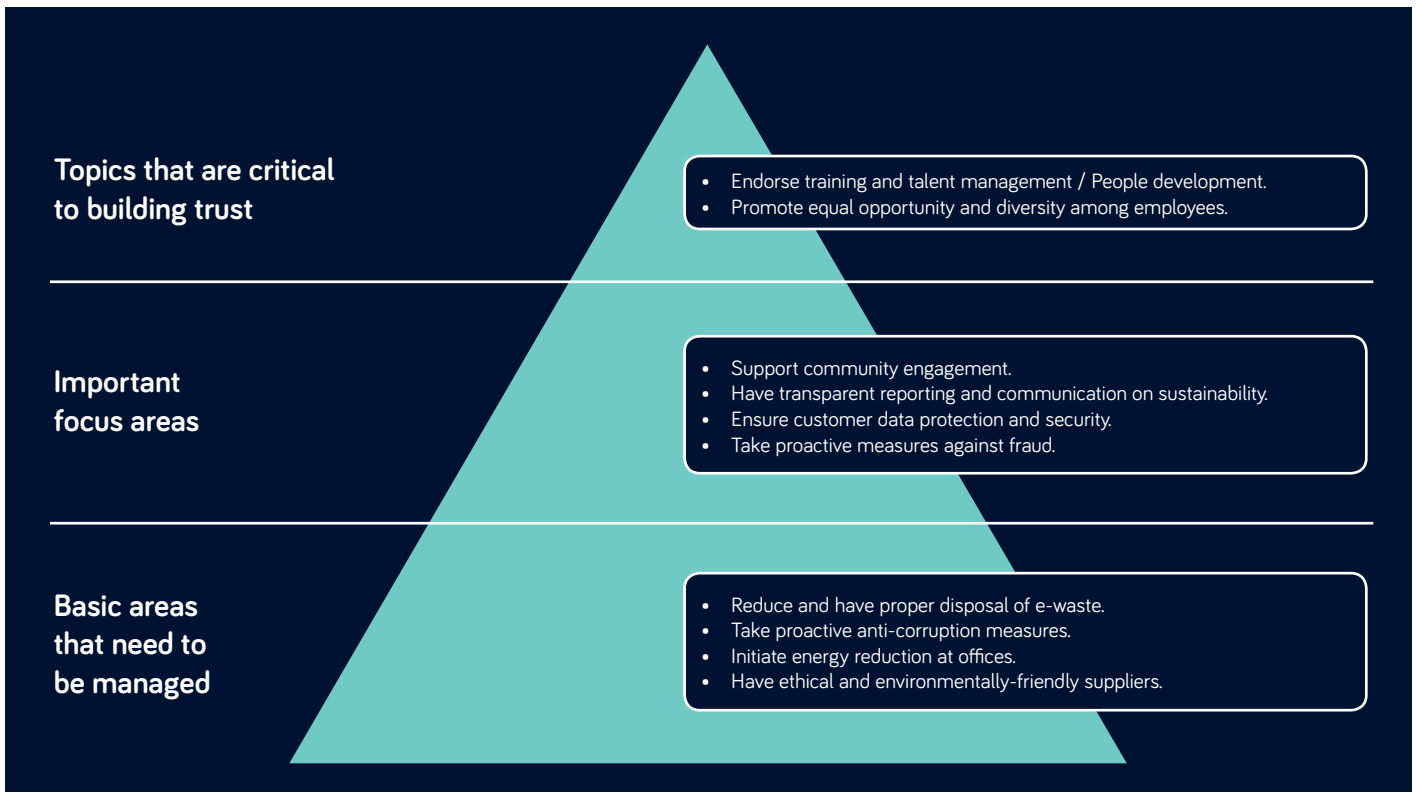 Topics that are critical
to building trust
• Endorse training and talent management / People development.
• Promote equal opportunity and diversity among employees.
Important
focus areas
• Support community engagement.
• Have transparent reporting and communication on sustainability.
• Ensure customer data protection and security.
• Take proactive measures against fraud.
Basic areas
that need to
be managed
• Reduce and have proper disposal of e-waste.
• Take proactive anti-corruption measures.
• Initiate energy reduction at offices.
• Have ethical and environmentally-friendly suppliers.